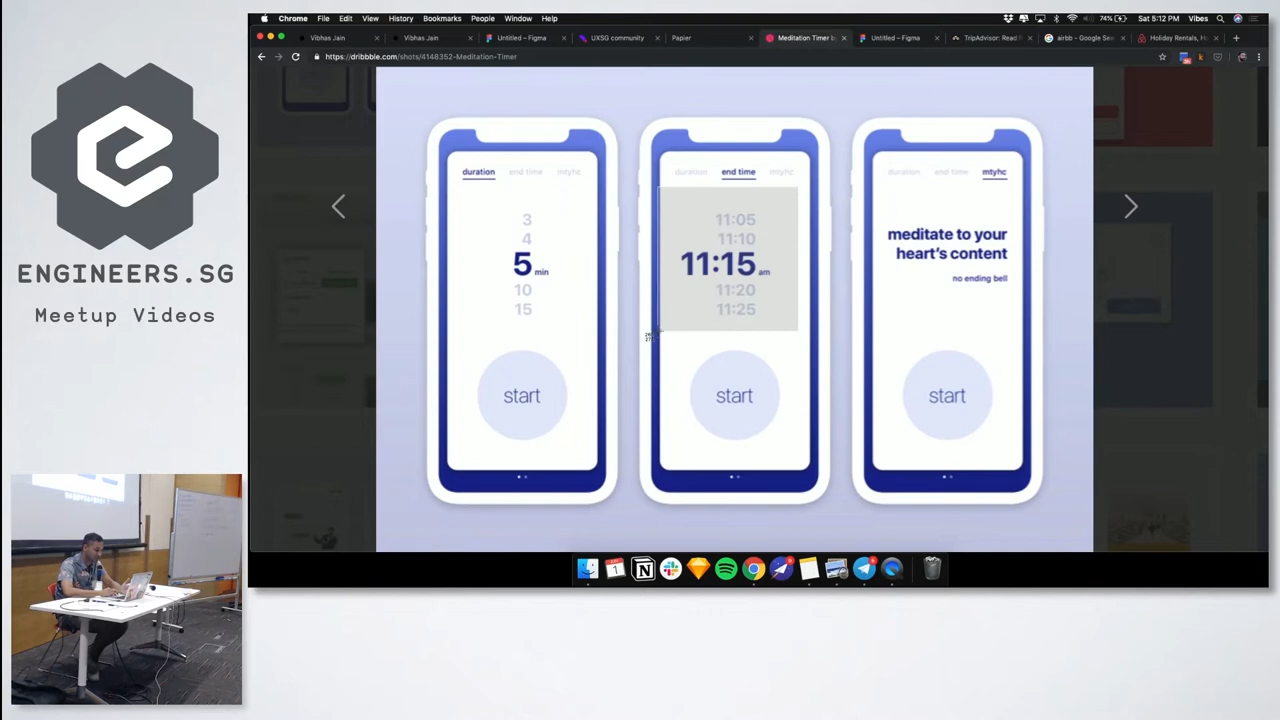 ENGINEERS.SG
Meetup Videos
Chrome File Edit View History Bookmarks People Window Help
74% Sat 5:12 PM Vibes
Vibhas Jain
Vibhas Jain
Untitled – Figma
UXSG community
Papier
Meditation Timer b
Untitled – Figma
TripAdvisor: Read
airbb - Google Sea
Holiday Rentals, H
https://dribbble.com/shots/4148352-Meditation-Timer
duration end time mtyhc
3
4
5 min
10
15
start
duration end time mtyhc
11:05
11:10
11:15 am
11:20
11:25
start
duration end time mtyhc
meditate to your
heart's content
no ending bell
start